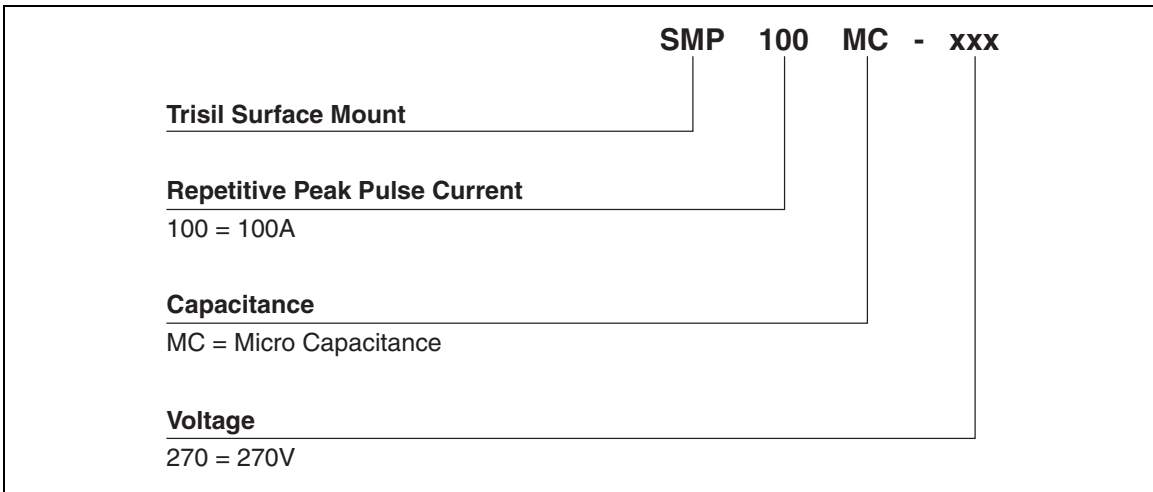 SMP 100 MC - xxx
Trisil Surface Mount
Repetitive Peak Pulse Current
100 = 100A
Capacitance
MC = Micro Capacitance
Voltage
270 = 270V